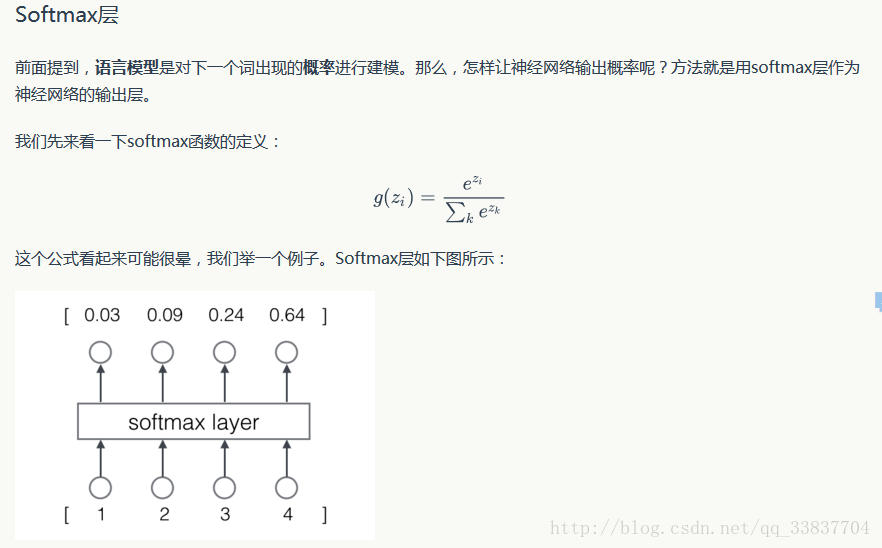 Softmax层
前面提到，语言模型是对下一个词出现的概率进行建模。那么，怎样让神经网络输出概率呢？方法就是用softmax层作为
神经网络的输出层。
我们先来看一下softmax函数的定义：
g(z_i) = e^{z_i} / ∑_k e^{z_k}
这个公式看起来可能很晕，我们举一个例子。Softmax层如下图所示：
[ 0.03 0.09 0.24 0.64 ]
softmax layer
[ 1 2 3 4 ]
http://blog.csdn.net/qq_33837704